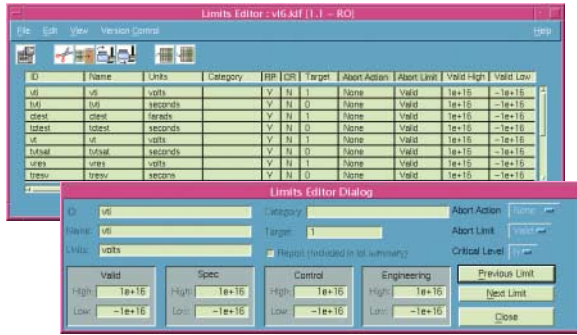 Limits Editor : vl6.klf [1.1 - RO]
File Edit View Version Control Help
ID Name Units Category RP CR Target Abort Action Abort Limit Valid High Valid Low
vti vti volts Y N 1 None Valid 1e+16 -1e+16
tvti tvti seconds Y N 0 None Valid 1e+16 -1e+16
ctest ctest farads Y N 1 None Valid 1e+16 -1e+16
tctest tctest seconds Y N 0 None Valid 1e+16 -1e+16
vt vt volts Y N 1 None Valid 1e+16 -1e+16
tvtsat tvtsat seconds Y N 0 None Valid 1e+16 -1e+16
vres vres volts Y N 1 None Valid 1e+16 -1e+16
tresv tresv secons Y N 0 None Valid 1e+16 -1e+16
Limits Editor Dialog
ID: vti Category: Abort Action None
Name: vti Target: 1 Abort Limit Valid
Units: volts Report (included in lot summary) Critical Level
Valid Spec Control Engineering Previous Limit
High: 1e+16 High: 1e+16 High: 1e+16 High: 1e+16 Next Limit
Low: -1e+16 Low: -1e+16 Low: -1e+16 Low: -1e+16 Close